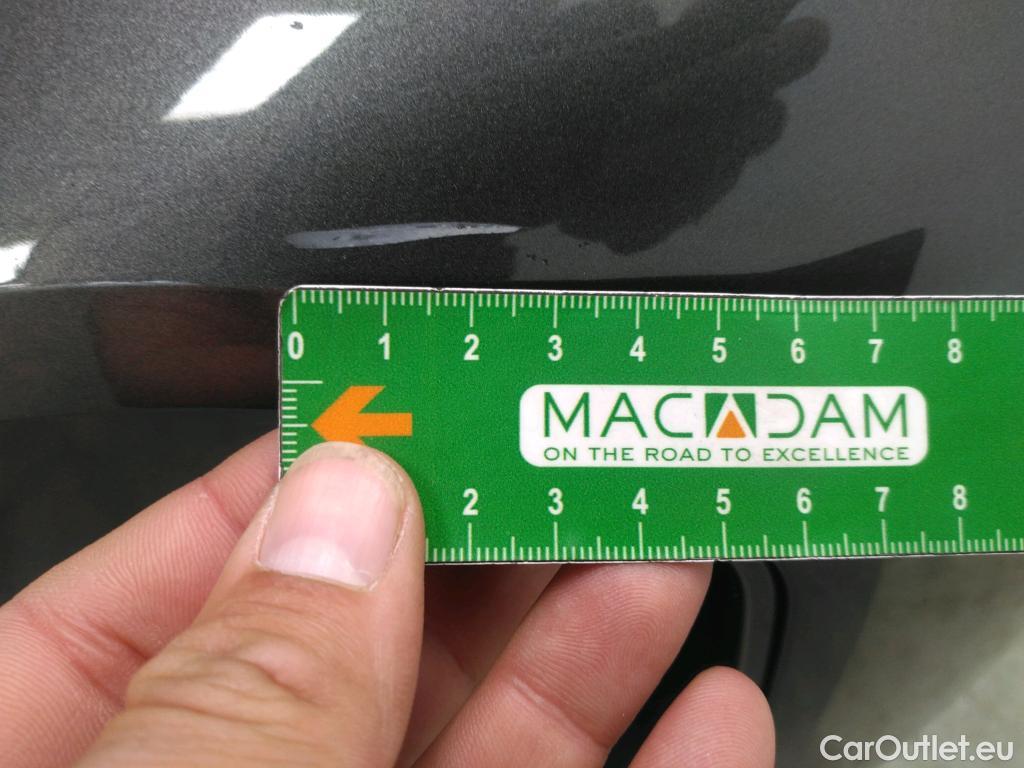 0 1 2 3 4 5 6 7 8
MACADAM
ON THE ROAD TO EXCELLENCE
2 3 4 5 6 7 8
CarOutlet.eu